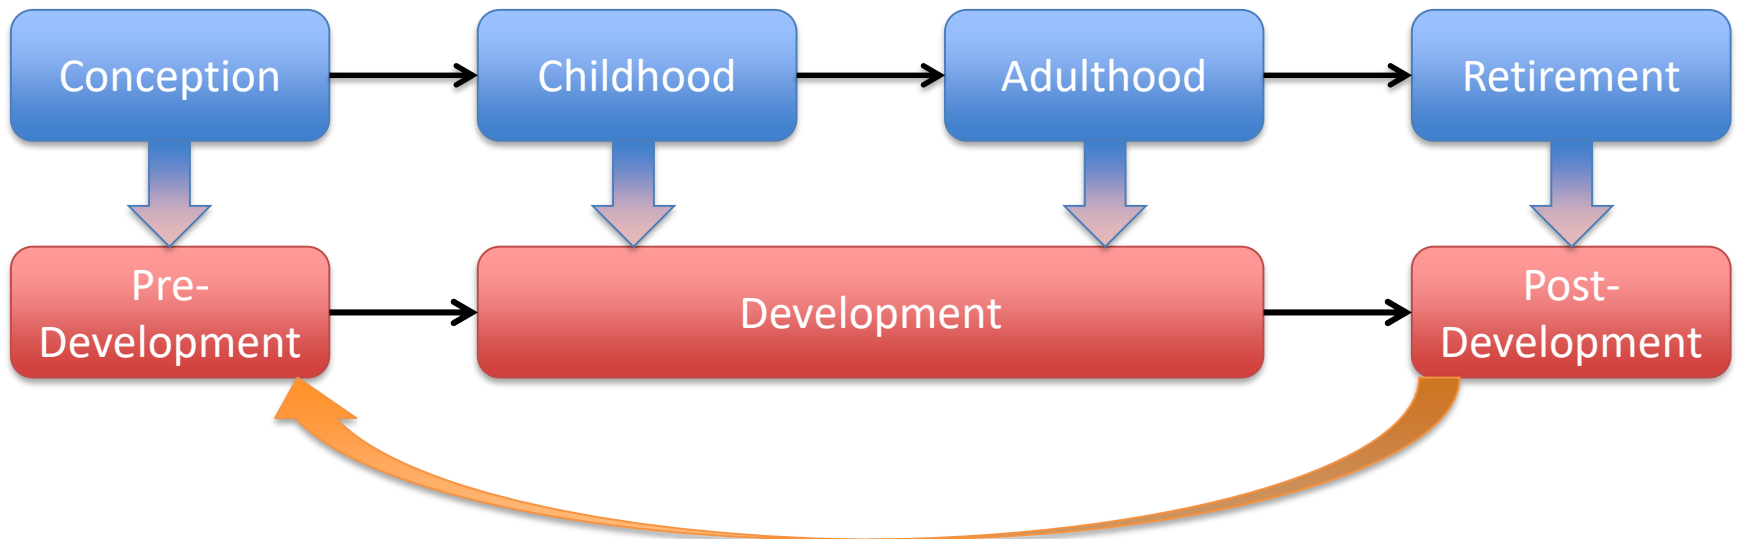 Conception
Childhood
Adulthood
Retirement
Pre-
Development
Development
Post-
Development